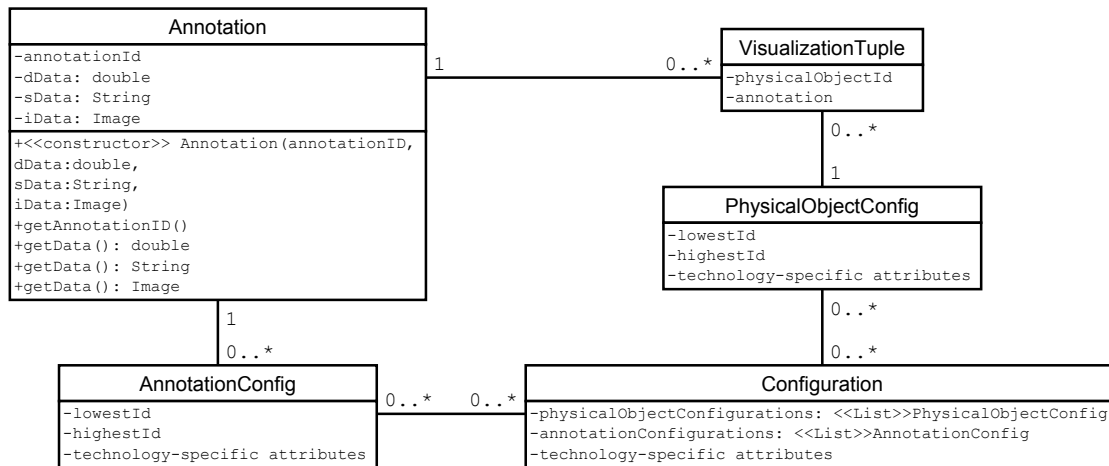 Annotation
-annotationId
-dData: double
-sData: String
-iData: Image
+<<constructor>> Annotation(annotationID,
dData:double,
sData:String,
iData:Image)
+getAnnotationID()
+getData(): double
+getData(): String
+getData(): Image
1
0..*
VisualizationTuple
-physicalObjectId
-annotation
0..*
1
PhysicalObjectConfig
-lowestId
-highestId
-technology-specific attributes
0..*
0..*
1
0..*
AnnotationConfig
-lowestId
-highestId
-technology-specific attributes
0..*
0..*
Configuration
-physicalObjectConfigurations: <<List>>PhysicalObjectConfig
-annotationConfigurations: <<List>>AnnotationConfig
-technology-specific attributes